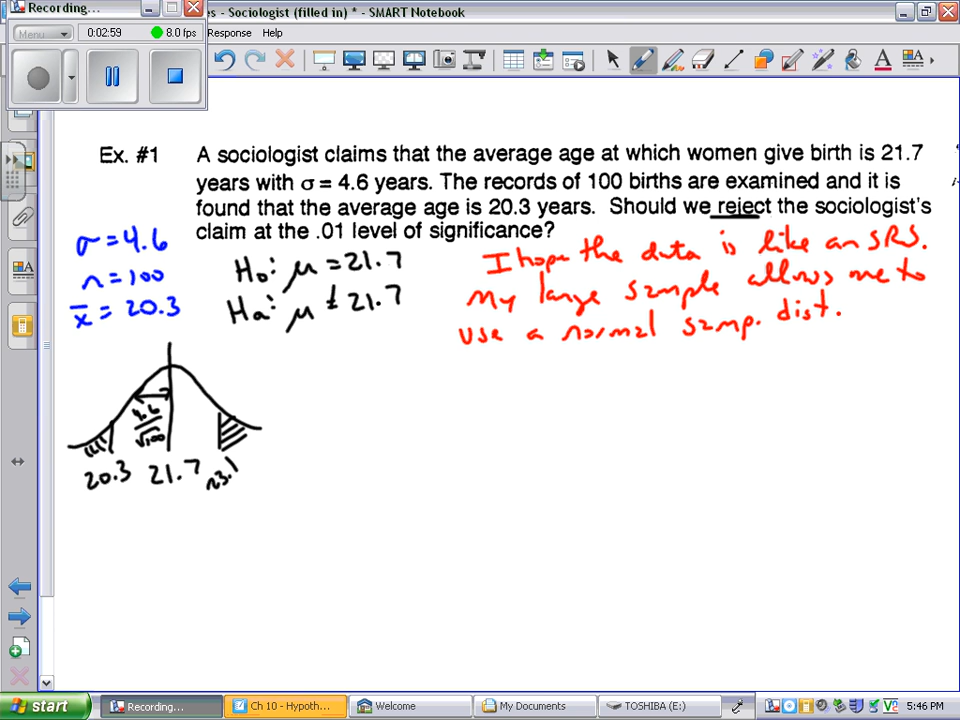 Recording...
s - Sociologist (filled in) * - SMART Notebook
Menu
0:02:59
8.0 fps
Response Help
Ex. #1 A sociologist claims that the average age at which women give birth is 21.7
years with σ = 4.6 years. The records of 100 births are examined and it is
found that the average age is 20.3 years. Should we reject the sociologist's
claim at the .01 level of significance?
σ = 4.6
n = 100
x̄ = 20.3
H₀: μ = 21.7
Hₐ: μ ≠ 21.7
I hope the data is like an SRS.
My large sample allows me to
use a normal samp. dist.
4.6
√100
20.3 21.7 23.1
start
Recording...
Ch 10 - Hypoth...
Welcome
My Documents
TOSHIBA (E:)
5:46 PM